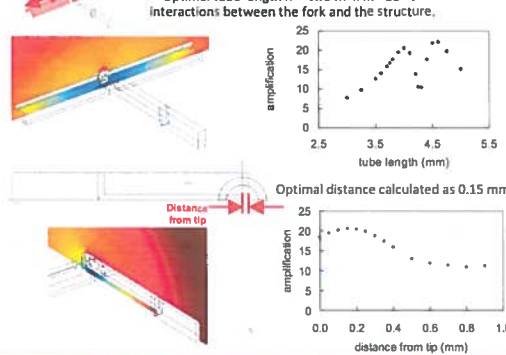 interactions between the fork and the structure.
25
20
15
10
5
0
amplification
2.5 3.5 4.5 5.5
tube length (mm)
Optimal distance calculated as 0.15 mm
Distance
from tip
25
20
15
10
5
0
amplification
0.0 0.2 0.4 0.6 0.8 1.0
distance from tip (mm)